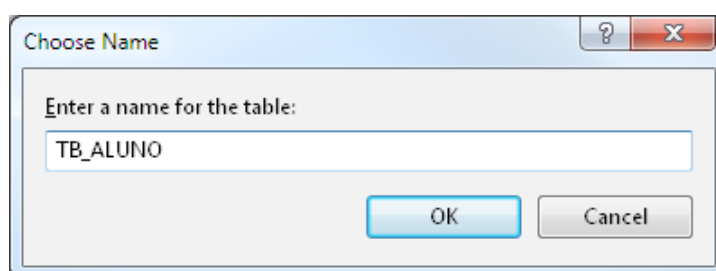 Choose Name
Enter a name for the table:
TB_ALUNO
OK Cancel